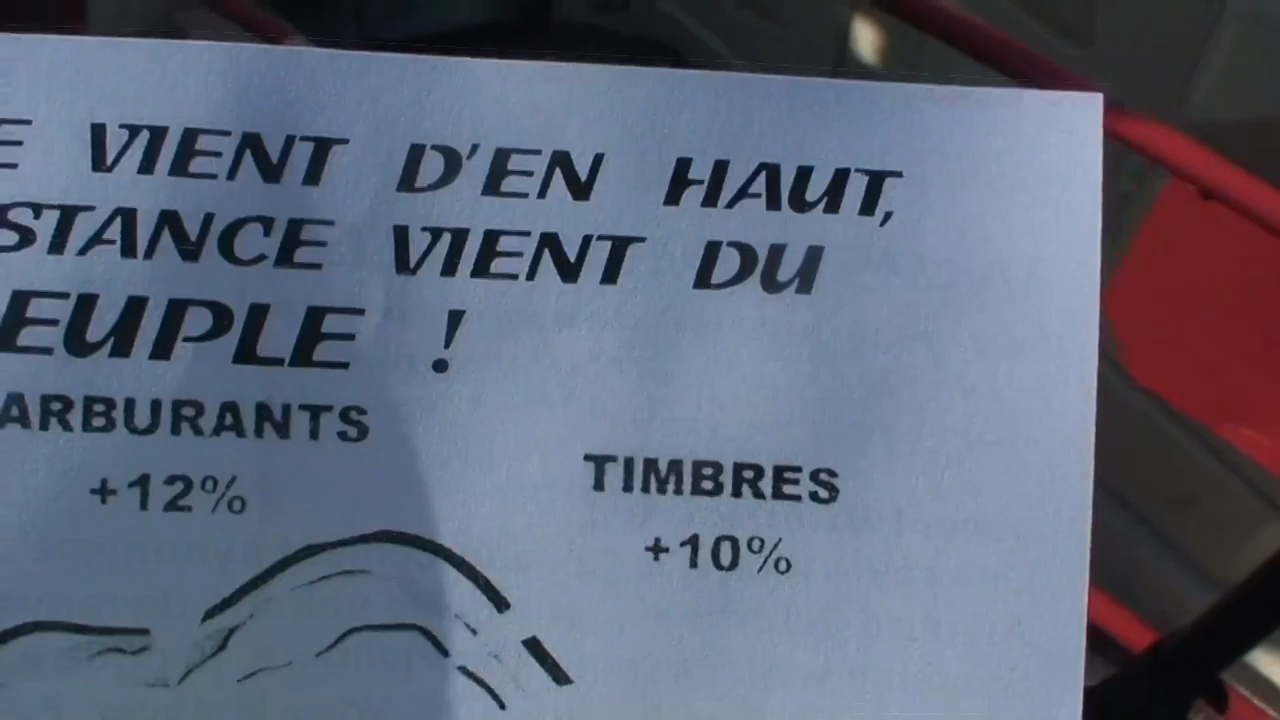 E VIENT D'EN HAUT,
STANCE VIENT DU
EUPLE !
ARBURANTS
+12%
TIMBRES
+10%